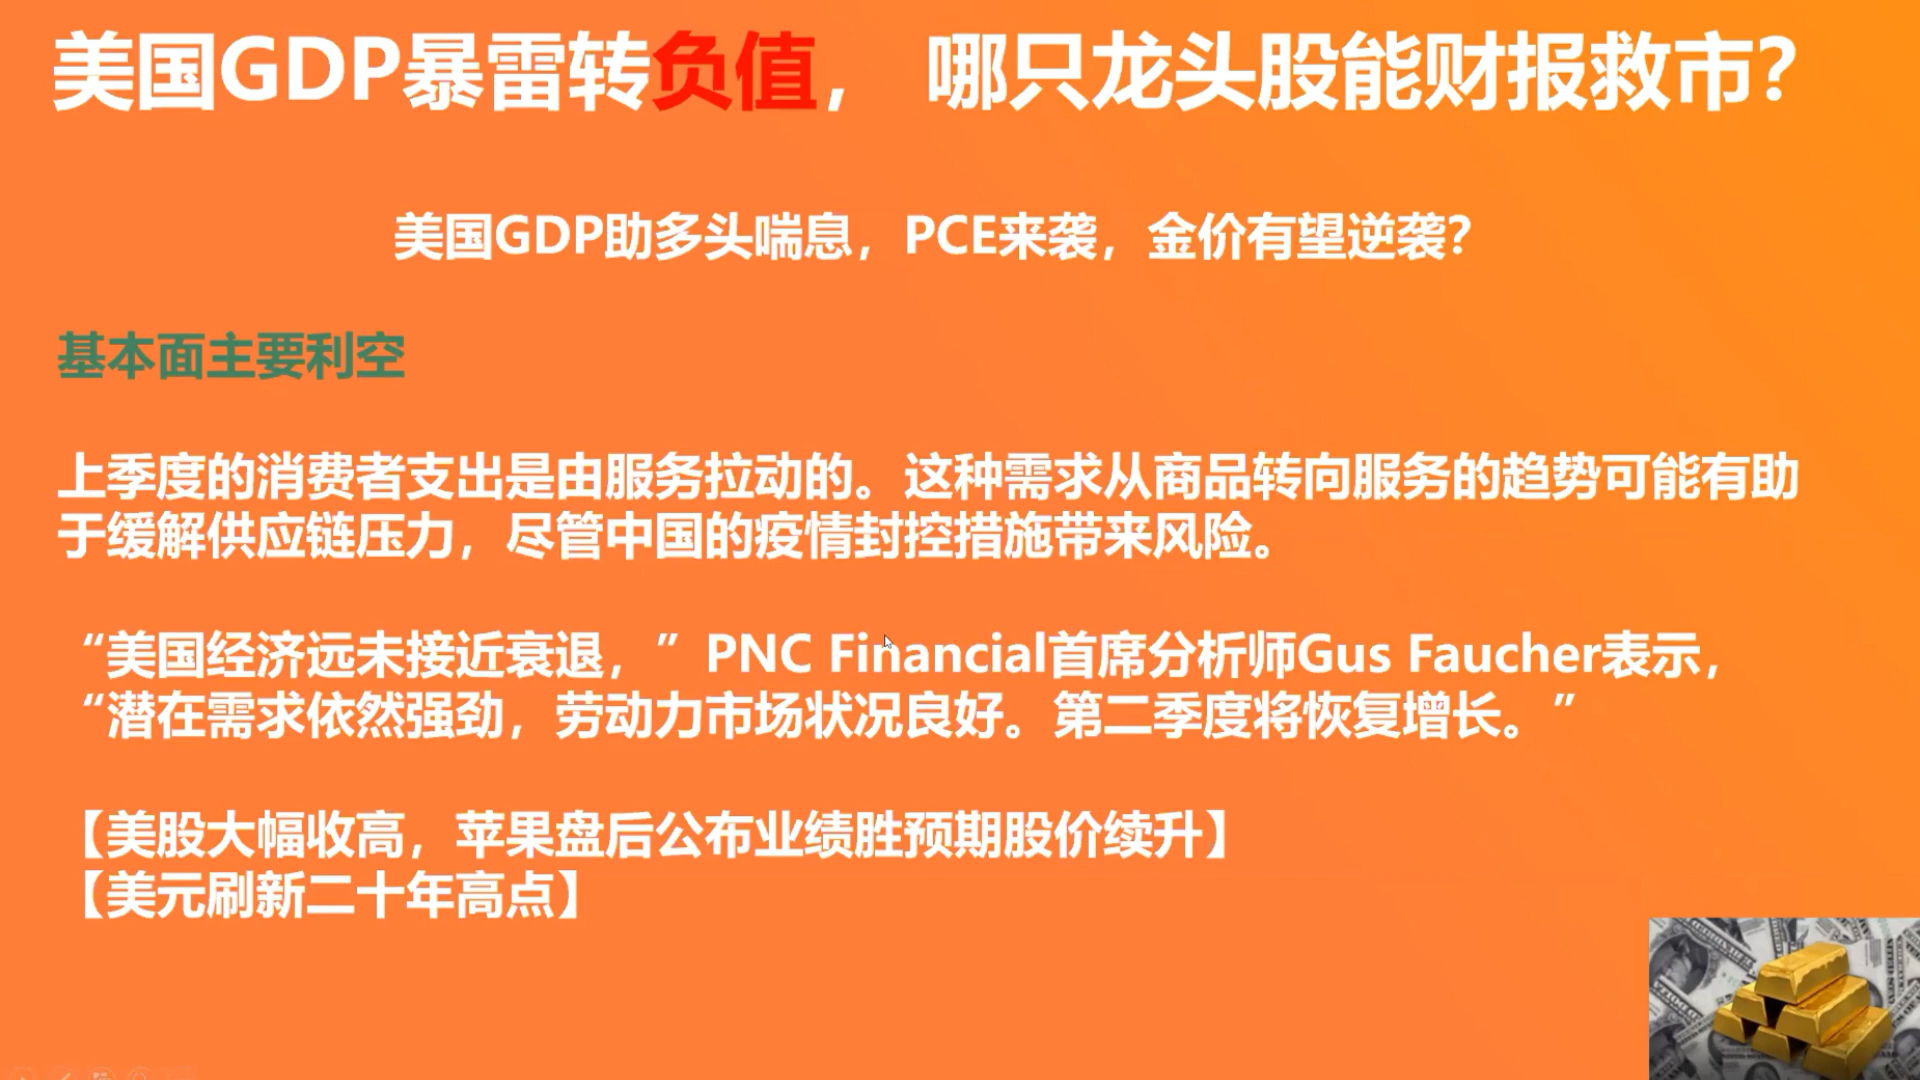 美国GDP暴雷转负值， 哪只龙头股能财报救市？
美国GDP助多头喘息，PCE来袭，金价有望逆袭？
基本面主要利空
上季度的消费者支出是由服务拉动的。这种需求从商品转向服务的趋势可能有助
于缓解供应链压力，尽管中国的疫情封控措施带来风险。
“美国经济远未接近衰退，”PNC Financial首席分析师Gus Faucher表示，
“潜在需求依然强劲，劳动力市场状况良好。第二季度将恢复增长。”
【美股大幅收高，苹果盘后公布业绩胜预期股价续升】
【美元刷新二十年高点】